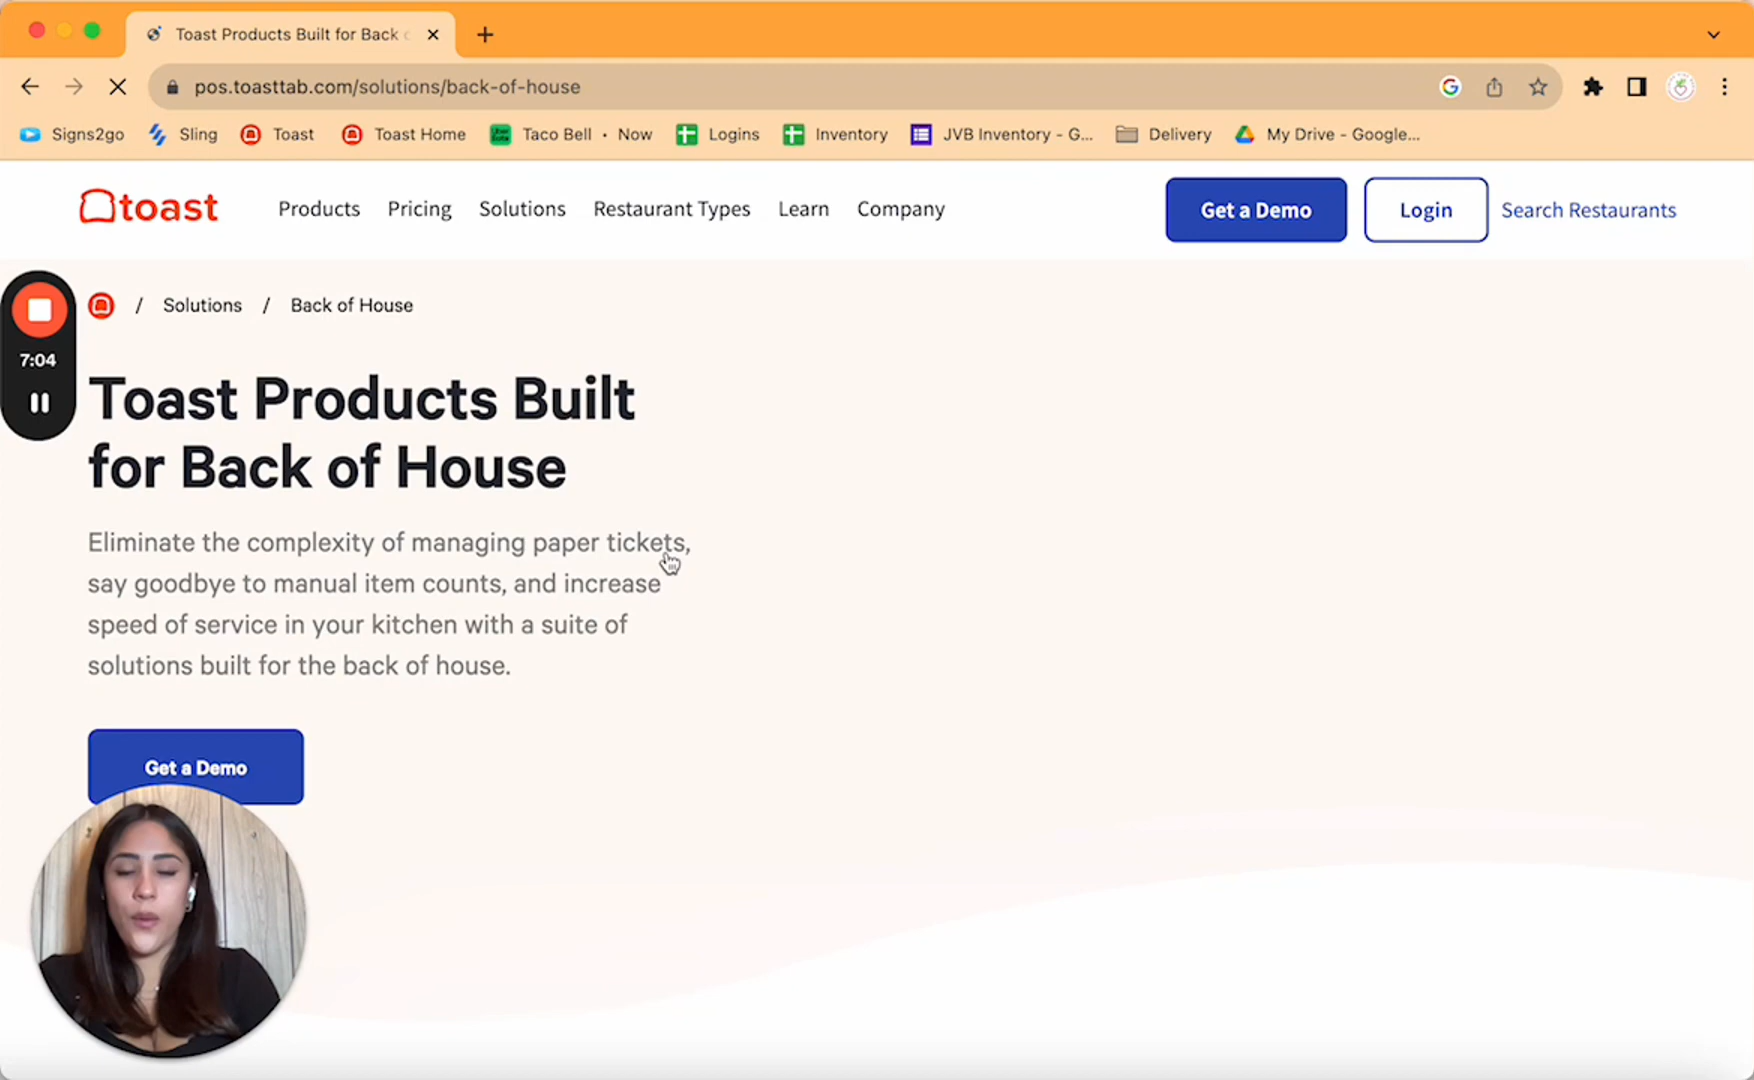 Toast Products Built for Back o
pos.toasttab.com/solutions/back-of-house
Signs2go Sling Toast Toast Home Taco Bell • Now Logins Inventory JVB Inventory - G... Delivery My Drive - Google...
toast Products Pricing Solutions Restaurant Types Learn Company Get a Demo Login Search Restaurants
/ Solutions / Back of House
7:04
Toast Products Built
for Back of House
Eliminate the complexity of managing paper tickets,
say goodbye to manual item counts, and increase
speed of service in your kitchen with a suite of
solutions built for the back of house.
Get a Demo